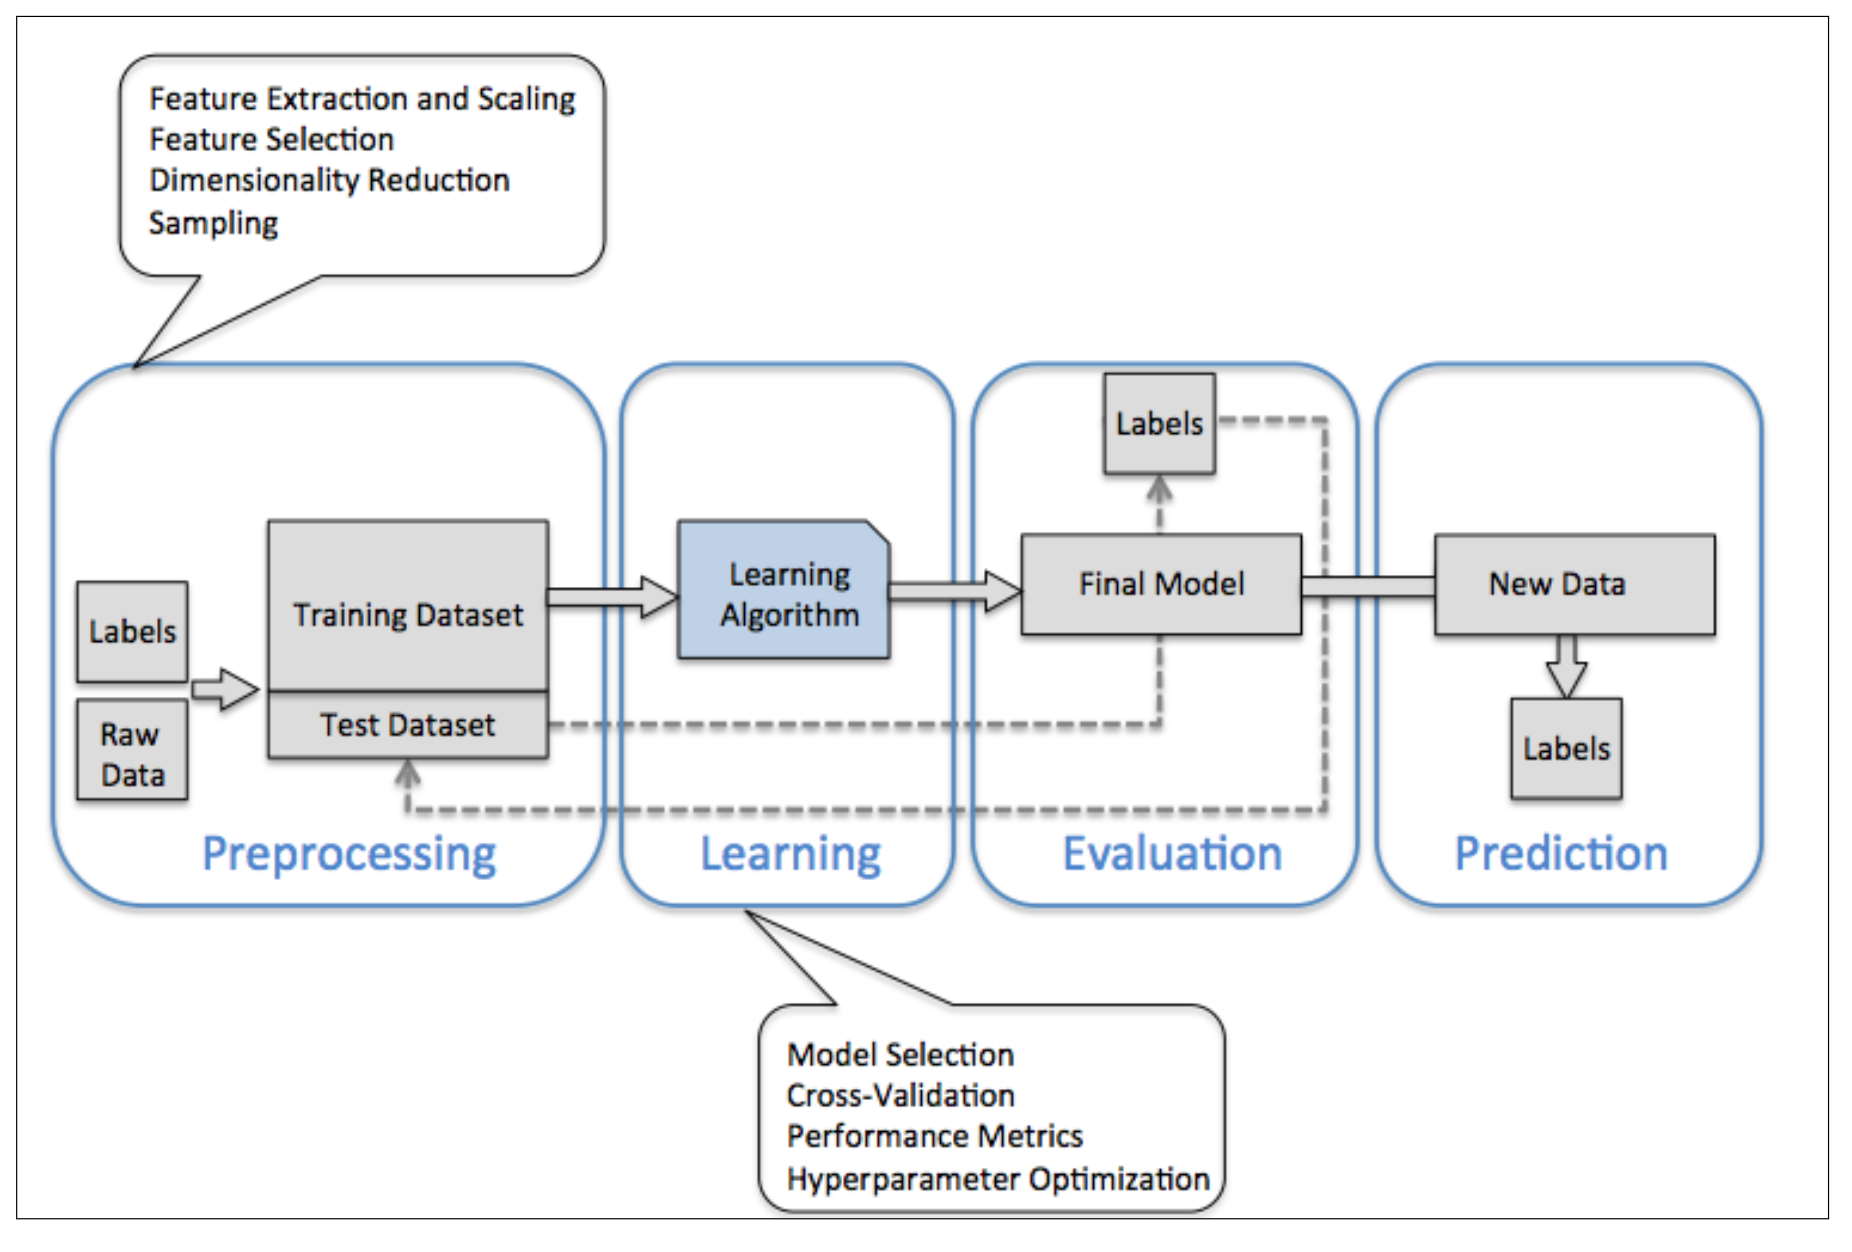 Feature Extraction and Scaling
Feature Selection
Dimensionality Reduction
Sampling
Labels
Raw
Data
Training Dataset
Test Dataset
Preprocessing
Learning
Algorithm
Learning
Labels
Final Model
Evaluation
New Data
Labels
Prediction
Model Selection
Cross-Validation
Performance Metrics
Hyperparameter Optimization